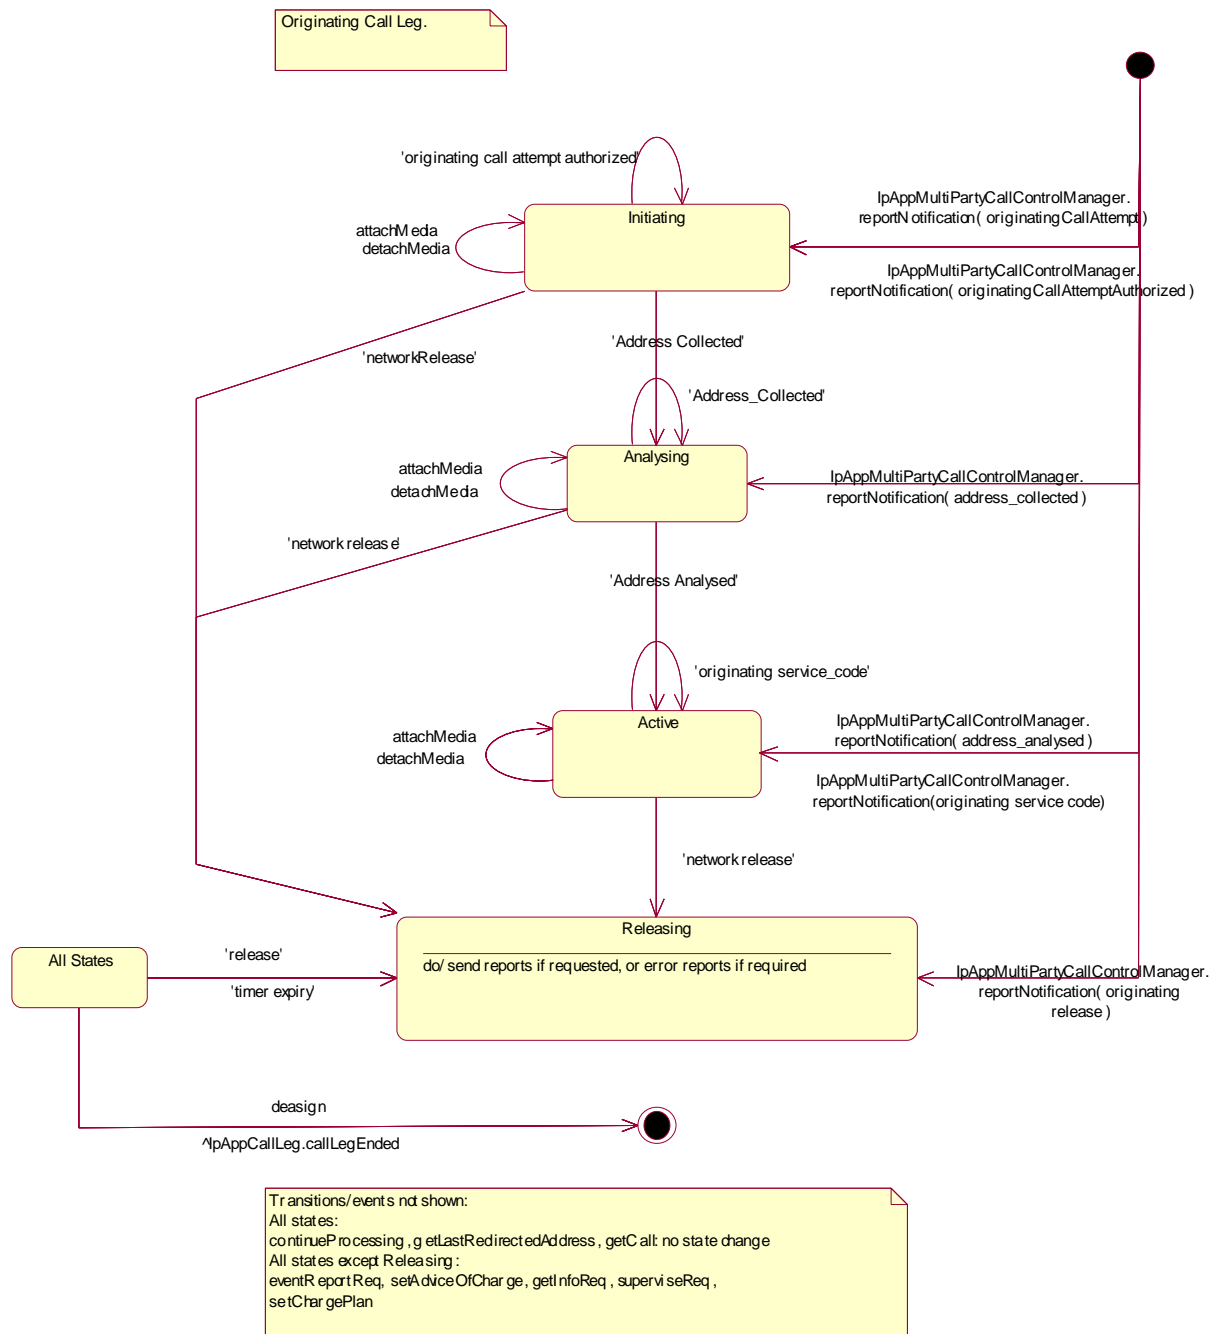 Originating Call Leg.
'originating call attempt authorized'
IpAppMultiPartyCallControlManager.
reportNotification( originatingCallAttempt )
Initiating
attachMedia
detachMedia
IpAppMultiPartyCallControlManager.
reportNotification( originatingCallAttemptAuthorized )
'Address Collected'
'networkRelease'
'Address_Collected'
Analysing
attachMedia
detachMedia
IpAppMultiPartyCallControlManager.
reportNotification( address_collected )
'network release'
'Address Analysed'
'originating service_code'
Active
attachMedia
detachMedia
IpAppMultiPartyCallControlManager.
reportNotification( address_analysed )
IpAppMultiPartyCallControlManager.
reportNotification(originating service code)
'network release'
Releasing
do/ send reports if requested, or error reports if required
All States
'release'
'timer expiry'
IpAppMultiPartyCallControlManager.
reportNotification( originating
release )
deasign
^IpAppCallLeg.callLegEnded
Transitions/events not shown:
All states:
continueProcessing , getLastRedirectedAddress , getCall: no state change
All states except Releasing :
eventReportReq, setAdviceOfCharge , getInfoReq , superviseReq ,
setChargePlan